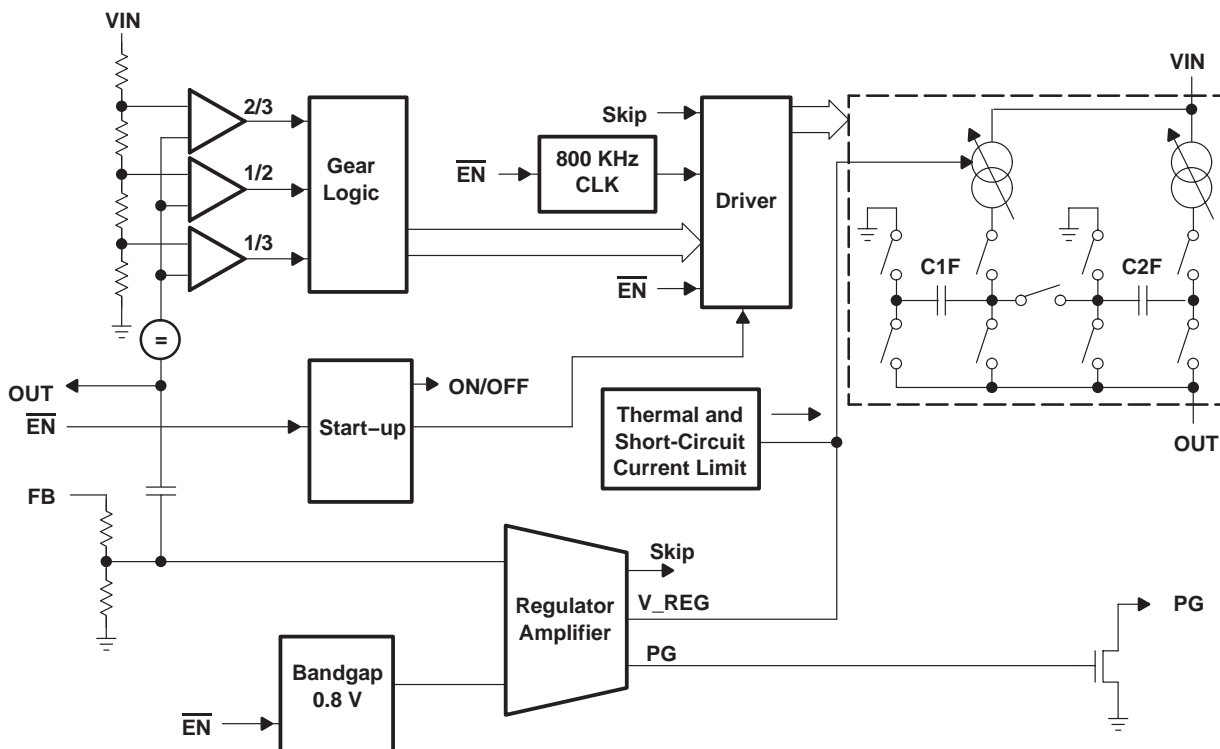 VIN
2/3
1/2
1/3
Gear
Logic
Skip
EN
800 KHz
CLK
EN
Driver
VIN
C1F
C2F
OUT
OUT
EN
Start–up
ON/OFF
Thermal and
Short-Circuit
Current Limit
FB
Regulator
Amplifier
Skip
V_REG
PG
PG
Bandgap
0.8 V
EN
=